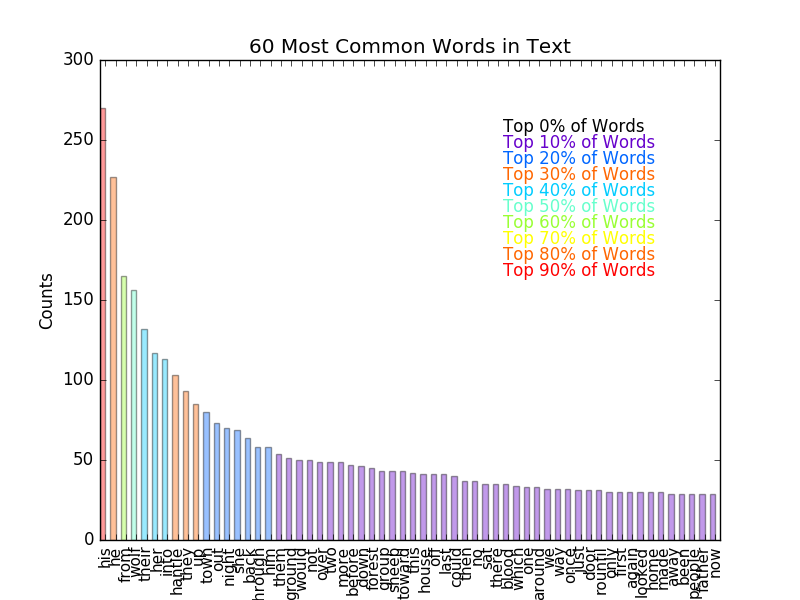 60 Most Common Words in Text
300
250
200
150
100
50
0
Counts
Top 0% of Words
Top 10% of Words
Top 20% of Words
Top 30% of Words
Top 40% of Words
Top 50% of Words
Top 60% of Words
Top 70% of Words
Top 80% of Words
Top 90% of Words
his
he
from
wolf
their
her
into
hantle
they
up
town
out
night
she
back
hrough
him
them
ground
would
not
over
two
more
before
down
forest
group
sheep
toward
this
house
off
last
could
then
no
sat
there
blood
which
one
around
we
way
once
just
door
rountil
only
first
again
looked
home
made
away
been
people
father
now